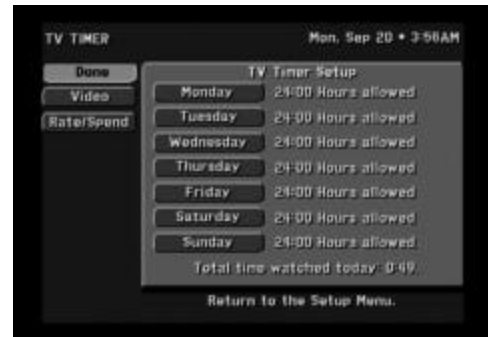 TV TIMER Mon, Sep 20 • 3:58AM
Done
Video
Rate/Spend
TV Timer Setup
Monday 24:00 Hours allowed
Tuesday 24:00 Hours allowed
Wednesday 24:00 Hours allowed
Thursday 24:00 Hours allowed
Friday 24:00 Hours allowed
Saturday 24:00 Hours allowed
Sunday 24:00 Hours allowed
Total time watched today: 0:49.
Return to the Setup Menu.